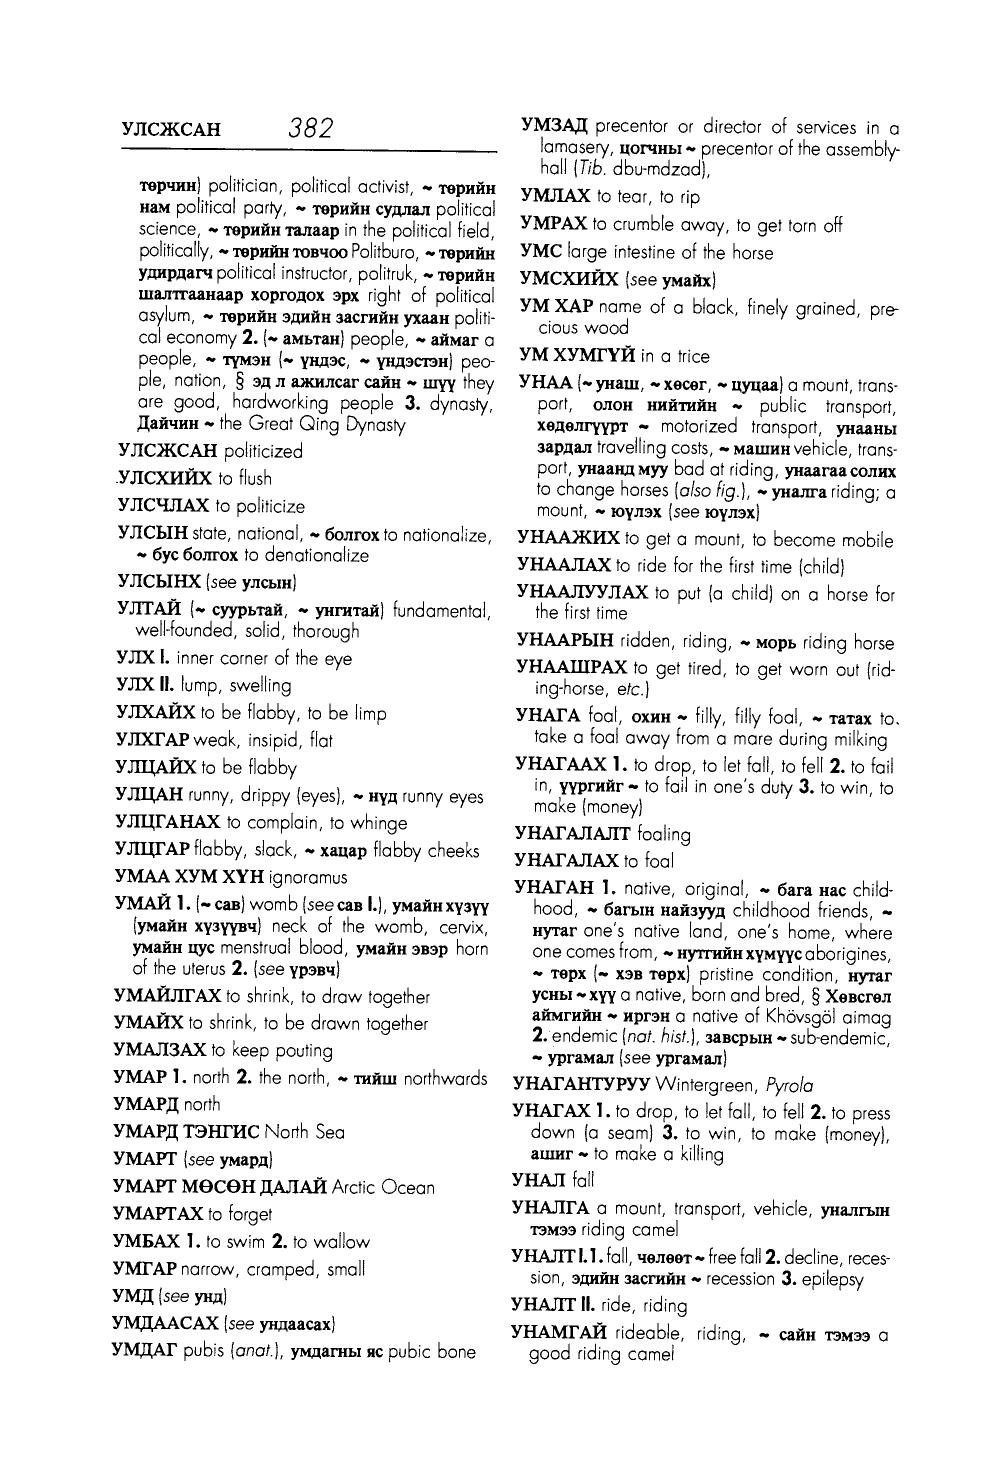 УЛСЖСАН 382
төрчин) politician, political activist, ~ төрийн
нам political party, ~ төрийн судлал political
science, ~ төрийн талаар in the political field,
politically, ~ төрийн товчоо Politburo, ~ төрийн
удирдагч political instructor, politruk, ~ төрийн
шалтгаанаар хоргодох эрх right of political
asylum, ~ төрийн эдийн засгийн ухаан politi-
cal economy 2. (~ амьтан) people, ~ аймаг a
people, ~ түмэн (~ үндэс, ~ үндэстэн) peo-
ple, nation, § эд л ажилсаг сайн ~ шүү they
are good, hardworking people 3. dynasty,
Дайчин ~ the Great Qing Dynasty
УЛСЖСАН politicized
УЛСХИЙХ to flush
УЛСЧЛАХ to politicize
УЛСЫН state, national, ~ болгох to nationalize,
~ бус болгох to denationalize
УЛСЫНХ (see улсын)
УЛТАЙ (~ суурьтай, ~ унгитай) fundamental,
well-founded, solid, thorough
УЛХ I. inner corner of the eye
УЛХ II. lump, swelling
УЛХАЙХ to be flabby, to be limp
УЛХГАР weak, insipid, flat
УЛЦАЙХ to be flabby
УЛЦАН runny, drippy (eyes), ~ нүд runny eyes
УЛЦГАНАХ to complain, to whinge
УЛЦГАР flabby, slack, ~ хацар flabby cheeks
УМАА ХУМ ХҮН ignoramus
УМАЙ 1. (~ сав) womb (see сав I.), умайн хүзүү
(умайн хүзүүвч) neck of the womb, cervix,
умайн цус menstrual blood, умайн эвэр horn
of the uterus 2. (see үрэвч)
УМАЙЛГАХ to shrink, to draw together
УМАЙХ to shrink, to be drawn together
УМАЛЗАХ to keep pouting
УМАР 1. north 2. the north, ~ тийш northwards
УМАРД north
УМАРД ТЭНГИС North Sea
УМАРТ (see умард)
УМАРТ МӨСӨН ДАЛАЙ Arctic Ocean
УМАРТАХ to forget
УМБАХ 1. to swim 2. to wallow
УМГАР narrow, cramped, small
УМД (see унд)
УМДААСАХ (see ундаасах)
УМДАГ pubis (anat.), умдагны яс pubic bone
УМЗАД precentor or director of services in a
lamasery, цогчны ~ precentor of the assembly-
hall (Tib. dbu-mdzad),
УМЛАХ to tear, to rip
УМРАХ to crumble away, to get torn off
УМС large intestine of the horse
УМСХИЙХ (see умайх)
УМ ХАР name of a black, finely grained, pre-
cious wood
УМ ХУМГҮЙ in a trice
УНАА (~ унаш, ~ хөсөг, ~ цуцаа) a mount, trans-
port, олон нийтийн ~ public transport,
хөдөлгүүрт ~ motorized transport, унааны
зардал travelling costs, ~ машин vehicle, trans-
port, унаанд муу bad at riding, унаагаа солих
to change horses (also fig.), ~ уналга riding; a
mount, ~ юүлэх (see юүлэх)
УНААЖИХ to get a mount, to become mobile
УНААЛАХ to ride for the first time (child)
УНААЛУУЛАХ to put (a child) on a horse for
the first time
УНААРЫН ridden, riding, ~ морь riding horse
УНААШРАХ to get tired, to get worn out (rid-
ing-horse, etc.)
УНАГА foal, охин ~ filly, filly foal, ~ татах to
take a foal away from a mare during milking
УНАГААХ 1. to drop, to let fall, to fell 2. to fail
in, үүргийг ~ to fail in one's duty 3. to win, to
make (money)
УНАГАЛАЛТ foaling
УНАГАЛАХ to foal
УНАГАН 1. native, original, ~ бага нас child-
hood, ~ багын найзууд childhood friends, ~
нутаг one's native land, one's home, where
one comes from, ~ нутгийн хүмүүс aborigines,
~ төрх (~ хэв төрх) pristine condition, нутаг
усны ~ хүү a native, born and bred, § Хөвсгөл
аймгийн ~ иргэн a native of Khövsgöl aimag
2. endemic (nat. hist.), завсрын ~ sub-endemic,
~ ургамал (see ургамал)
УНАГАНТУРУУ Wintergreen, Pyrola
УНАГАХ 1. to drop, to let fall, to fell 2. to press
down (a seam) 3. to win, to make (money),
ашиг ~ to make a killing
УНАЛ fall
УНАЛГА a mount, transport, vehicle, уналгын
тэмээ riding camel
УНАЛТ I. 1. fall, чөлөөт ~ free fall 2. decline, reces-
sion, эдийн засгийн ~ recession 3. epilepsy
УНАЛТ II. ride, riding
УНАМГАЙ rideable, riding, ~ сайн тэмээ a
good riding camel